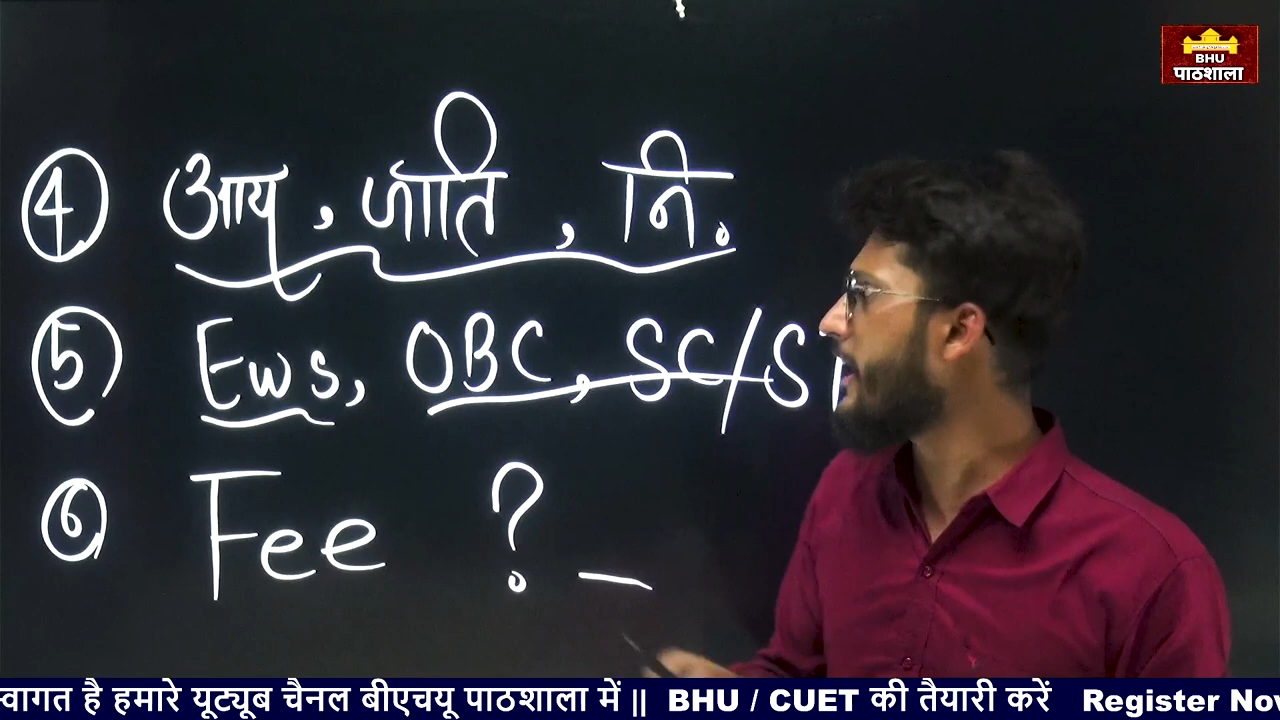 BHU
पाठशाला
④ आय, जाति, नि.
⑤ Ews, OBC, SC/ST
⑥ Fee ? _
स्वागत है हमारे यूट्यूब चैनल बीएचयू पाठशाला में || BHU / CUET की तैयारी करें Register Now